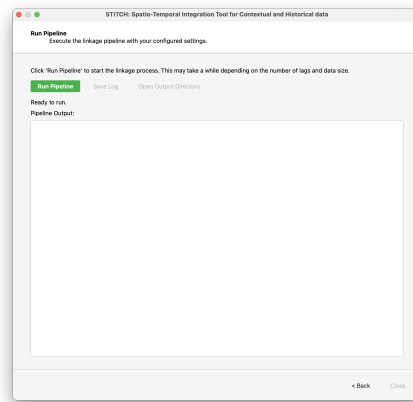 STITCH: Spatio-Temporal Integration Tool for Contextual and Historical data
Run Pipeline
Execute the linkage pipeline with your configured settings.
Click 'Run Pipeline' to start the linkage process. This may take a while depending on the number of lags and data size.
Run Pipeline Save Log Open Output Directory
Ready to run.
Pipeline Output:
< Back Close